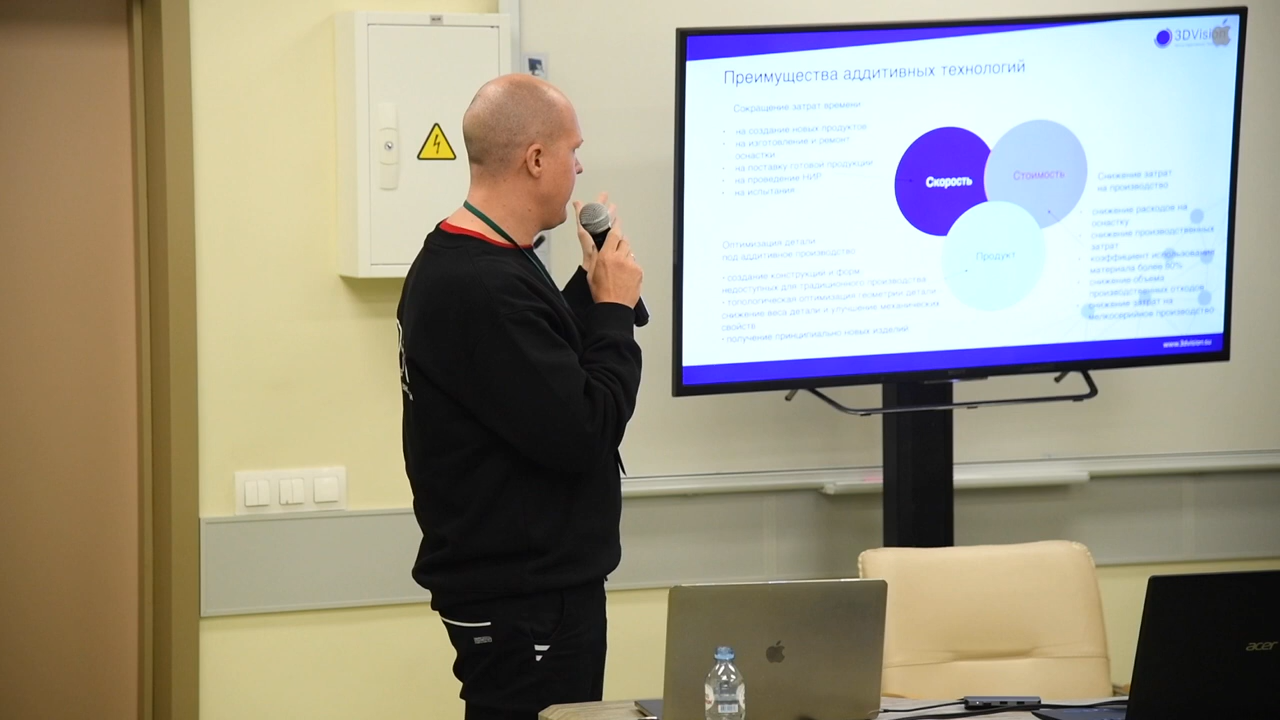 3DVision
Преимущества аддитивных технологий
Сокращение затрат времени
• на создание новых продуктов
• на изготовление и ремонт
оснастки
• на поставку готовой продукции
• на проведение НИР
• на испытания
Скорость
Стоимость
Продукт
Снижение затрат
на производство
• снижение расходов на
оснастку
• снижение производственных
затрат
• коэффициент использования
материала более 80%
• снижение объема
производственных отходов
• снижение затрат на
мелкосерийное производство
Оптимизация детали
под аддитивное производство
• создание конструкций и форм
недоступных для традиционного производства
• топологическая оптимизация геометрии детали
снижение веса детали и улучшение механических
свойств
• получение принципиально новых изделий
www.3dvision.su
acer